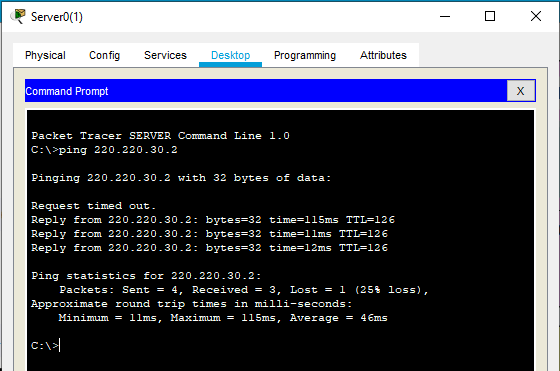 Server0(1)
Physical Config Services Desktop Programming Attributes
Command Prompt X
Packet Tracer SERVER Command Line 1.0
C:\>ping 220.220.30.2
Pinging 220.220.30.2 with 32 bytes of data:
Request timed out.
Reply from 220.220.30.2: bytes=32 time=115ms TTL=126
Reply from 220.220.30.2: bytes=32 time=11ms TTL=126
Reply from 220.220.30.2: bytes=32 time=12ms TTL=126
Ping statistics for 220.220.30.2:
Packets: Sent = 4, Received = 3, Lost = 1 (25% loss),
Approximate round trip times in milli-seconds:
Minimum = 11ms, Maximum = 115ms, Average = 46ms
C:\>